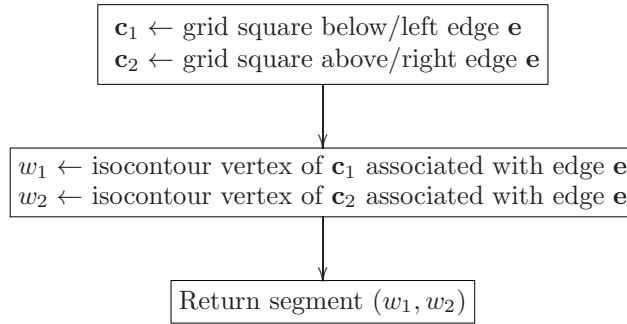 c₁ ← grid square below/left edge e
c₂ ← grid square above/right edge e
w₁ ← isocontour vertex of c₁ associated with edge e
w₂ ← isocontour vertex of c₂ associated with edge e
Return segment (w₁, w₂)